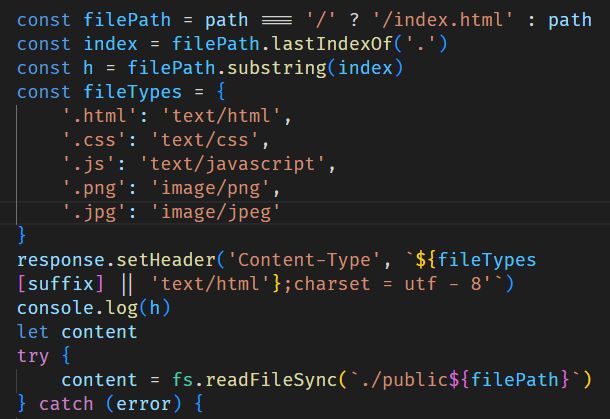 const filePath = path === '/' ? '/index.html' : path
const index = filePath.lastIndexOf('.')
const h = filePath.substring(index)
const fileTypes = {
'.html': 'text/html',
'.css': 'text/css',
'.js': 'text/javascript',
'.png': 'image/png',
'.jpg': 'image/jpeg'
}
response.setHeader('Content-Type', `${fileTypes
[suffix] || 'text/html'};charset = utf - 8'`)
console.log(h)
let content
try {
content = fs.readFileSync(`./public${filePath}`)
} catch (error) {